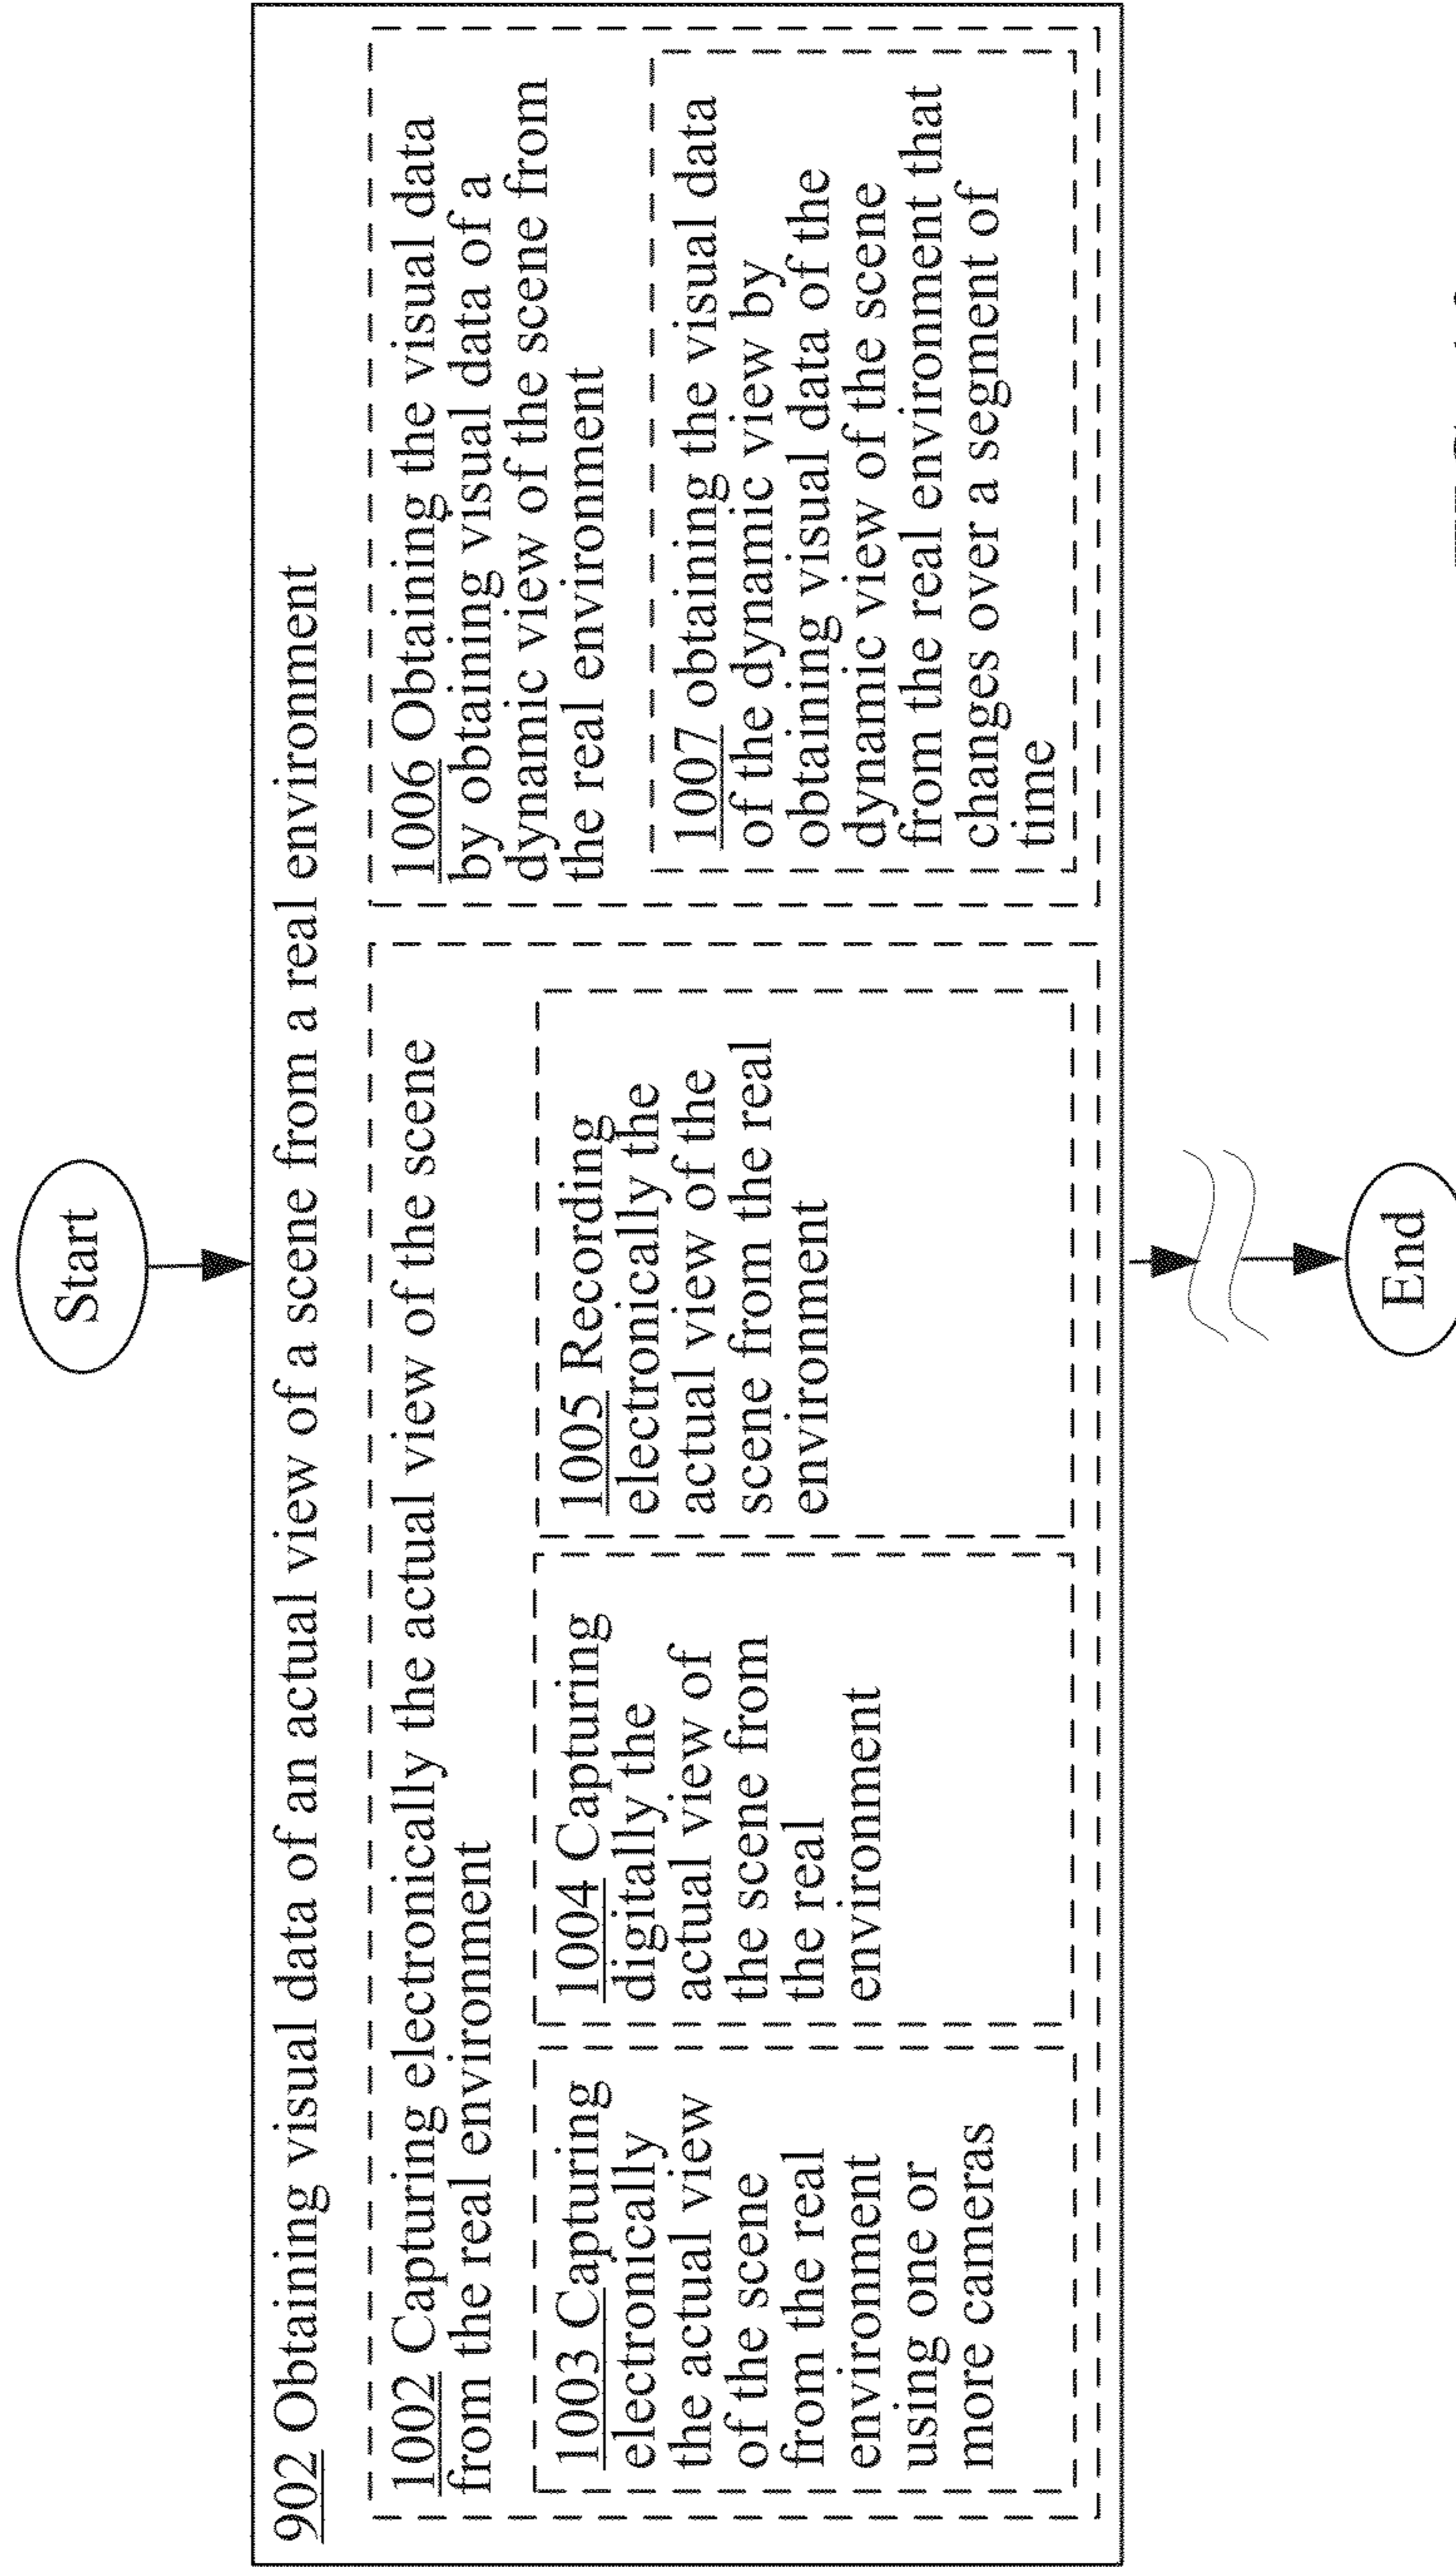 Start
902 Obtaining visual data of an actual view of a scene from a real environment
1002 Capturing electronically the actual view of the scene
from the real environment
1003 Capturing
electronically
the actual view
of the scene
from the real
environment
using one or
more cameras
1004 Capturing
digitally the
actual view of
the scene from
the real
environment
1005 Recording
electronically the
actual view of the
scene from the real
environment
1006 Obtaining the visual data
by obtaining visual data of a
dynamic view of the scene from
the real environment
1007 obtaining the visual data
of the dynamic view by
obtaining visual data of the
dynamic view of the scene
from the real environment that
changes over a segment of
time
End